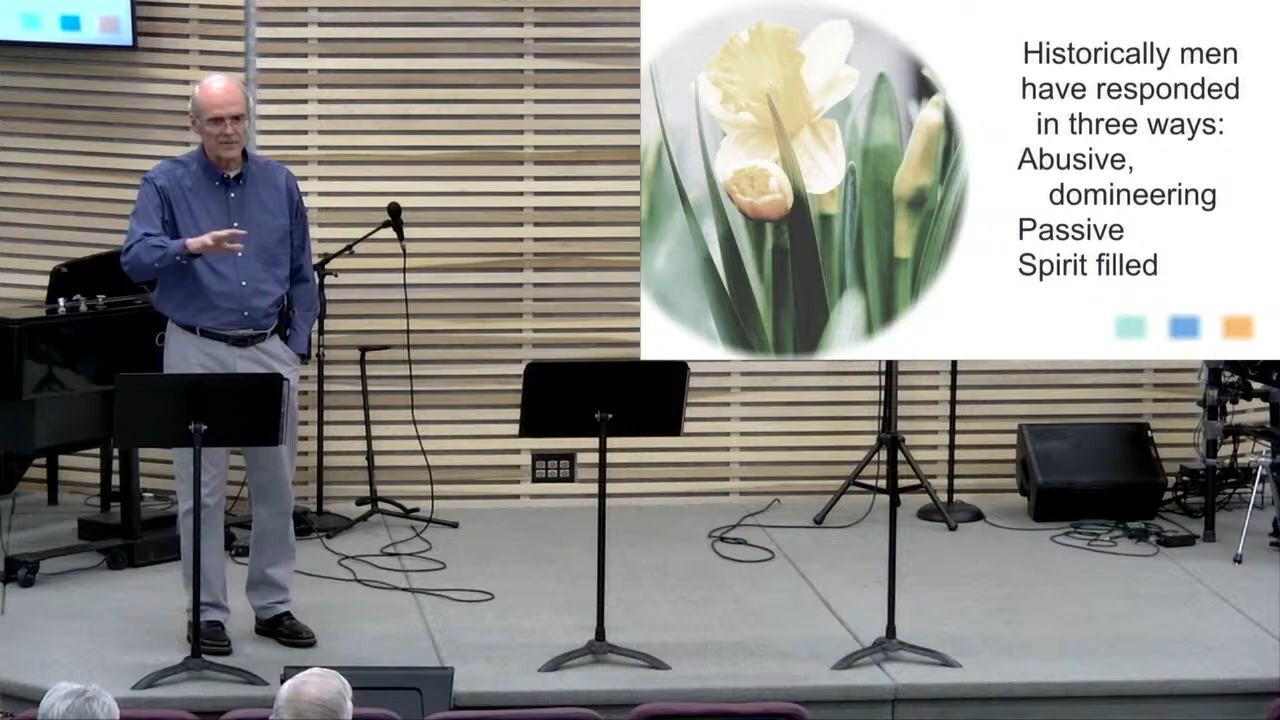 Historically men
have responded
in three ways:
Abusive,
domineering
Passive
Spirit filled